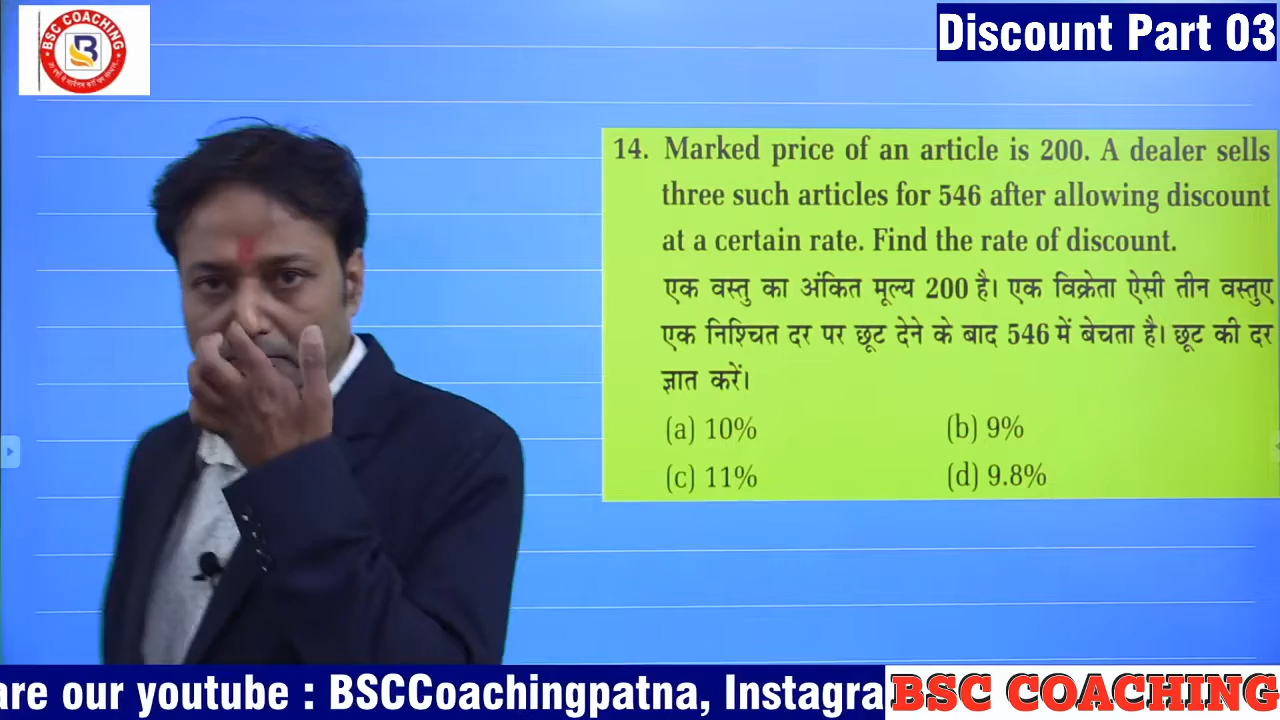 BSC COACHING
Discount Part 03
14. Marked price of an article is 200. A dealer sells
three such articles for 546 after allowing discount
at a certain rate. Find the rate of discount.
एक वस्तु का अंकित मूल्य 200 है। एक विक्रेता ऐसी तीन वस्तुए
एक निश्चित दर पर छूट देने के बाद 546 में बेचता है। छूट की दर
ज्ञात करें।
(a) 10% (b) 9%
(c) 11% (d) 9.8%
are our youtube : BSCCoachingpatna, Instagra
BSC COACHING